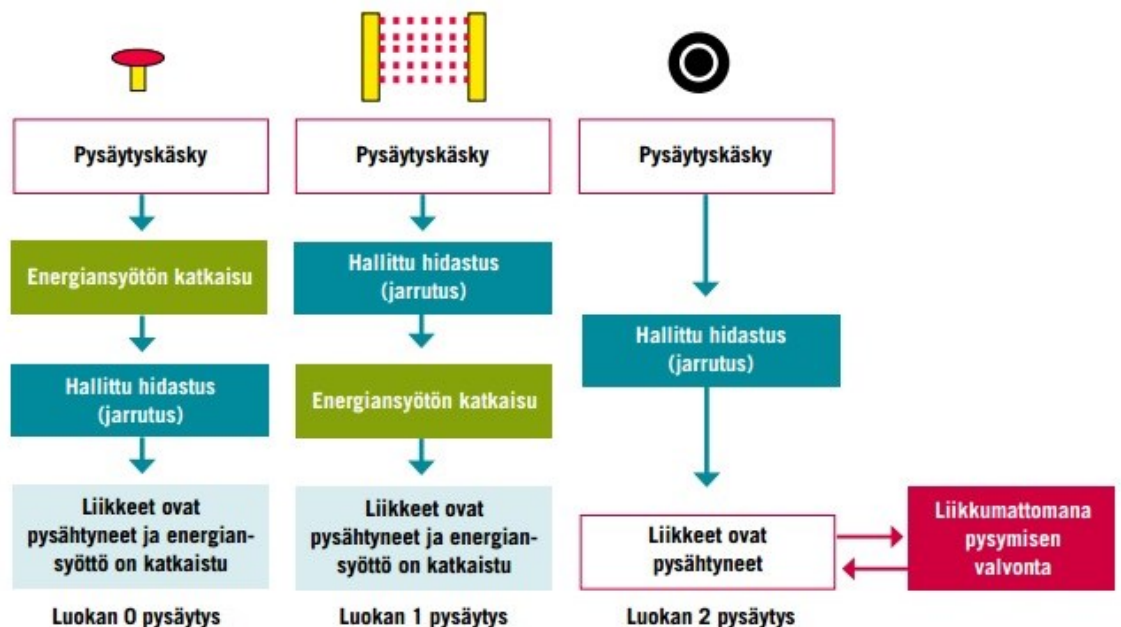 Pysäytyskäsky
Energiansyötön katkaisu
Hallittu hidastus
(jarrutus)
Liikkeet ovat
pysähtyneet ja energian-
syöttö on katkaistu
Luokan 0 pysäytys
Pysäytyskäsky
Hallittu hidastus
(jarrutus)
Energiansyötön katkaisu
Liikkeet ovat
pysähtyneet ja energian-
syöttö on katkaistu
Luokan 1 pysäytys
Pysäytyskäsky
Hallittu hidastus
(jarrutus)
Liikkeet ovat
pysähtyneet
Liikkumattomana
pysymisen
valvonta
Luokan 2 pysäytys